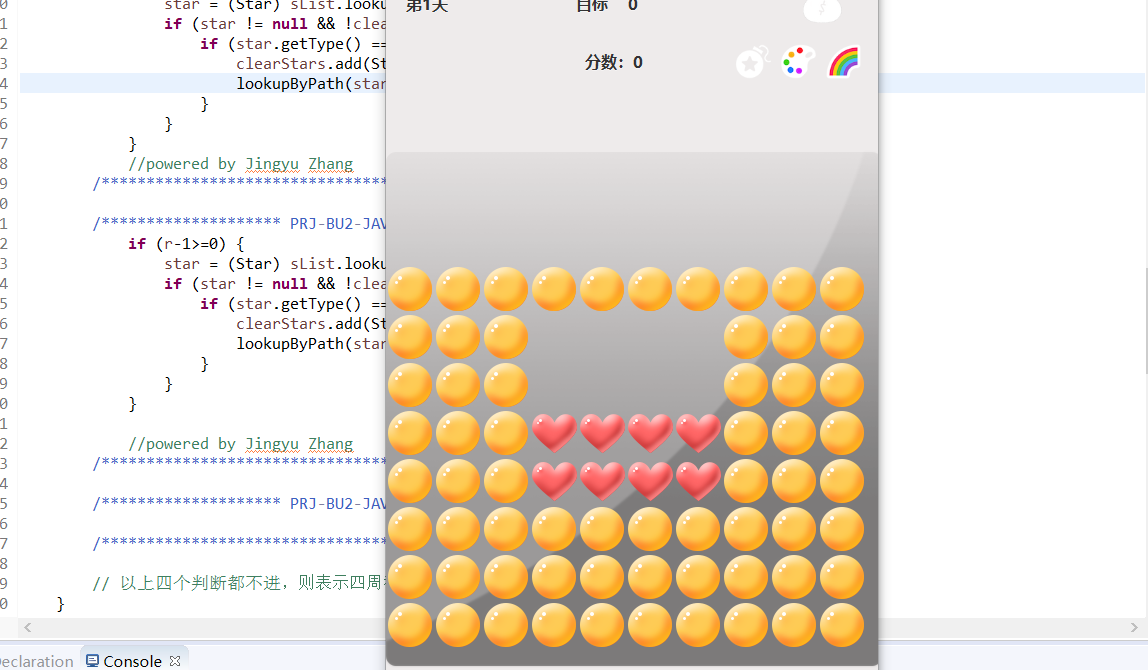 0 star = (Star) sList.looku
1 if (star != null && !clea
2 if (star.getType() ==
3 clearStars.add(St
4 lookupByPath(star
5 }
6 }
7 }
8 //powered by Jingyu Zhang
9 /********************************
0
1 /******************** PRJ-BU2-JAV
2 if (r-1>=0) {
3 star = (Star) sList.looku
4 if (star != null && !clea
5 if (star.getType() ==
6 clearStars.add(St
7 lookupByPath(star
8 }
9 }
0 }
1
2 //powered by Jingyu Zhang
3 /********************************
4
5 /******************** PRJ-BU2-JAV
6
7 /********************************
8
9 // 以上四个判断都不进，则表示四周
0 }
eclaration
Console
第1天
目标 0
分数: 0